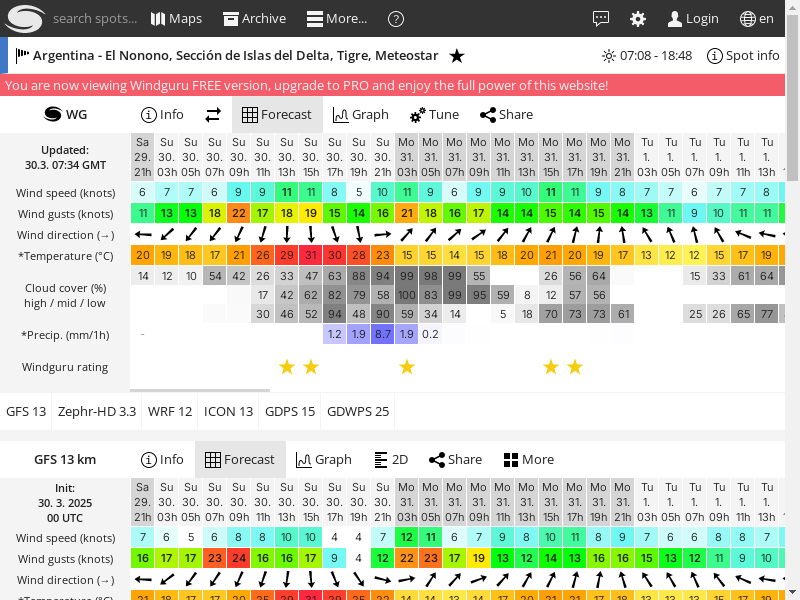 search spots... Maps Archive More... ? Login en
Argentina - El Nonono, Sección de Islas del Delta, Tigre, Meteostar ★ 07:08 - 18:48 Spot info
You are now viewing Windguru FREE version, upgrade to PRO and enjoy the full power of this website!
WG Info Forecast Graph Tune Share
Updated:
30.3. 07:34 GMT
Sa Su Su Su Su Su Su Su Su Su Su Mo Mo Mo Mo Mo Mo Mo Mo Mo Mo Tu Tu Tu Tu Tu Tu
29. 30. 30. 30. 30. 30. 30. 30. 30. 30. 30. 31. 31. 31. 31. 31. 31. 31. 31. 31. 31. 1. 1. 1. 1. 1. 1.
21h 03h 05h 07h 09h 11h 13h 15h 17h 19h 21h 03h 05h 07h 09h 11h 13h 15h 17h 19h 21h 03h 05h 07h 09h 11h 13h
Wind speed (knots) 6 7 7 6 9 9 11 11 8 5 10 11 9 6 9 9 10 11 11 9 8 7 7 6 7 7 8
Wind gusts (knots) 11 13 13 18 22 17 18 19 15 14 16 21 18 16 17 14 14 15 14 15 14 13 11 9 10 11 11
Wind direction (→)
*Temperature (°C) 20 19 18 17 21 26 29 31 30 28 23 15 15 14 15 18 20 21 20 19 17 13 12 12 15 17 19
Cloud cover (%)
high / mid / low
14 12 10 54 42 26 33 47 63 88 94 99 98 99 55 26 56 64 15 33 61 64
17 42 62 82 79 58 100 83 99 95 59 8 12 57 56
30 46 52 94 48 90 59 34 14 5 18 70 73 73 61 25 26 65 77
*Precip. (mm/1h) - 1.2 1.9 8.7 1.9 0.2
Windguru rating ★ ★ ★ ★ ★
GFS 13 Zephr-HD 3.3 WRF 12 ICON 13 GDPS 15 GDWPS 25
GFS 13 km Info Forecast Graph 2D Share More
Init:
30. 3. 2025
00 UTC
Sa Su Su Su Su Su Su Su Su Su Su Mo Mo Mo Mo Mo Mo Mo Mo Mo Mo Tu Tu Tu Tu Tu Tu
29. 30. 30. 30. 30. 30. 30. 30. 30. 30. 30. 31. 31. 31. 31. 31. 31. 31. 31. 31. 31. 1. 1. 1. 1. 1. 1.
21h 03h 05h 07h 09h 11h 13h 15h 17h 19h 21h 03h 05h 07h 09h 11h 13h 15h 17h 19h 21h 03h 05h 07h 09h 11h 13h
Wind speed (knots) 7 6 5 6 8 8 10 10 4 4 7 12 11 6 7 9 8 10 11 8 9 7 6 6 8 8 7
Wind gusts (knots) 16 17 17 23 24 16 16 17 9 4 12 22 23 17 19 13 12 14 13 16 16 15 13 12 11 9 10
Wind direction (→)